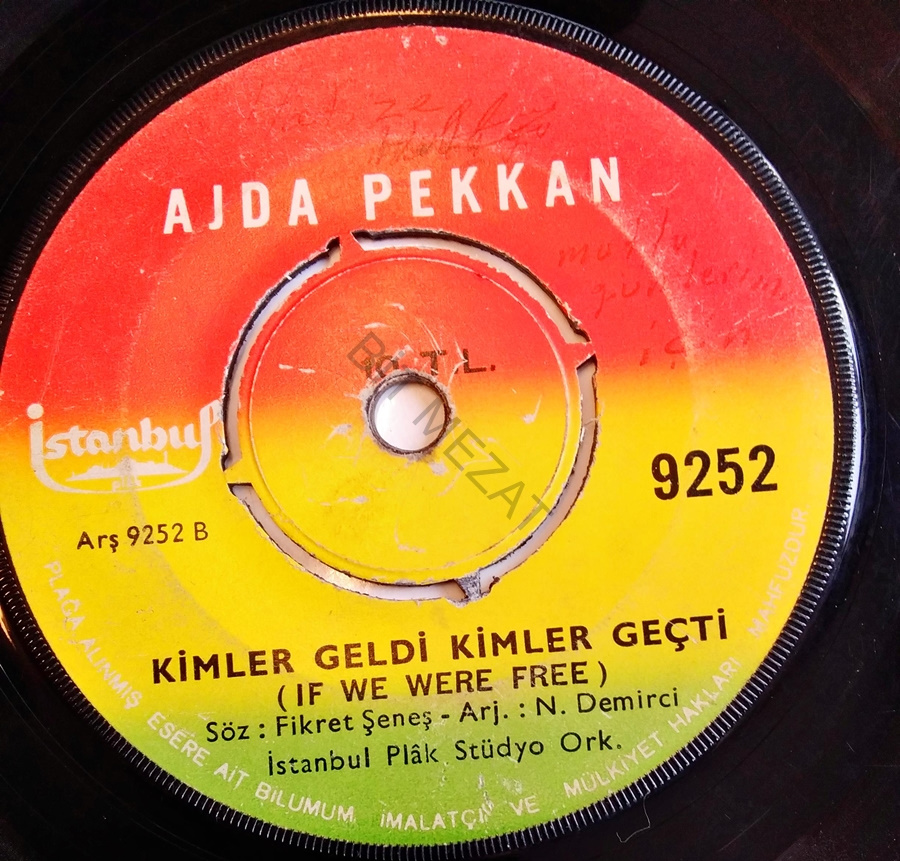 AJDA PEKKAN
T.L.
istanbul
9252
Arş 9252 B
KİMLER GELDİ KİMLER GEÇTİ
(IF WE WERE FREE)
Söz : Fikret Şeneş - Arj. : N. Demirci
İstanbul Plâk Stüdyo Ork.
PLAĞA ALINMIŞ ESERE AİT BİLUMUM İMALATÇI VE MÜLKİYET HAKLARI MAHFUZDUR
MEZAT